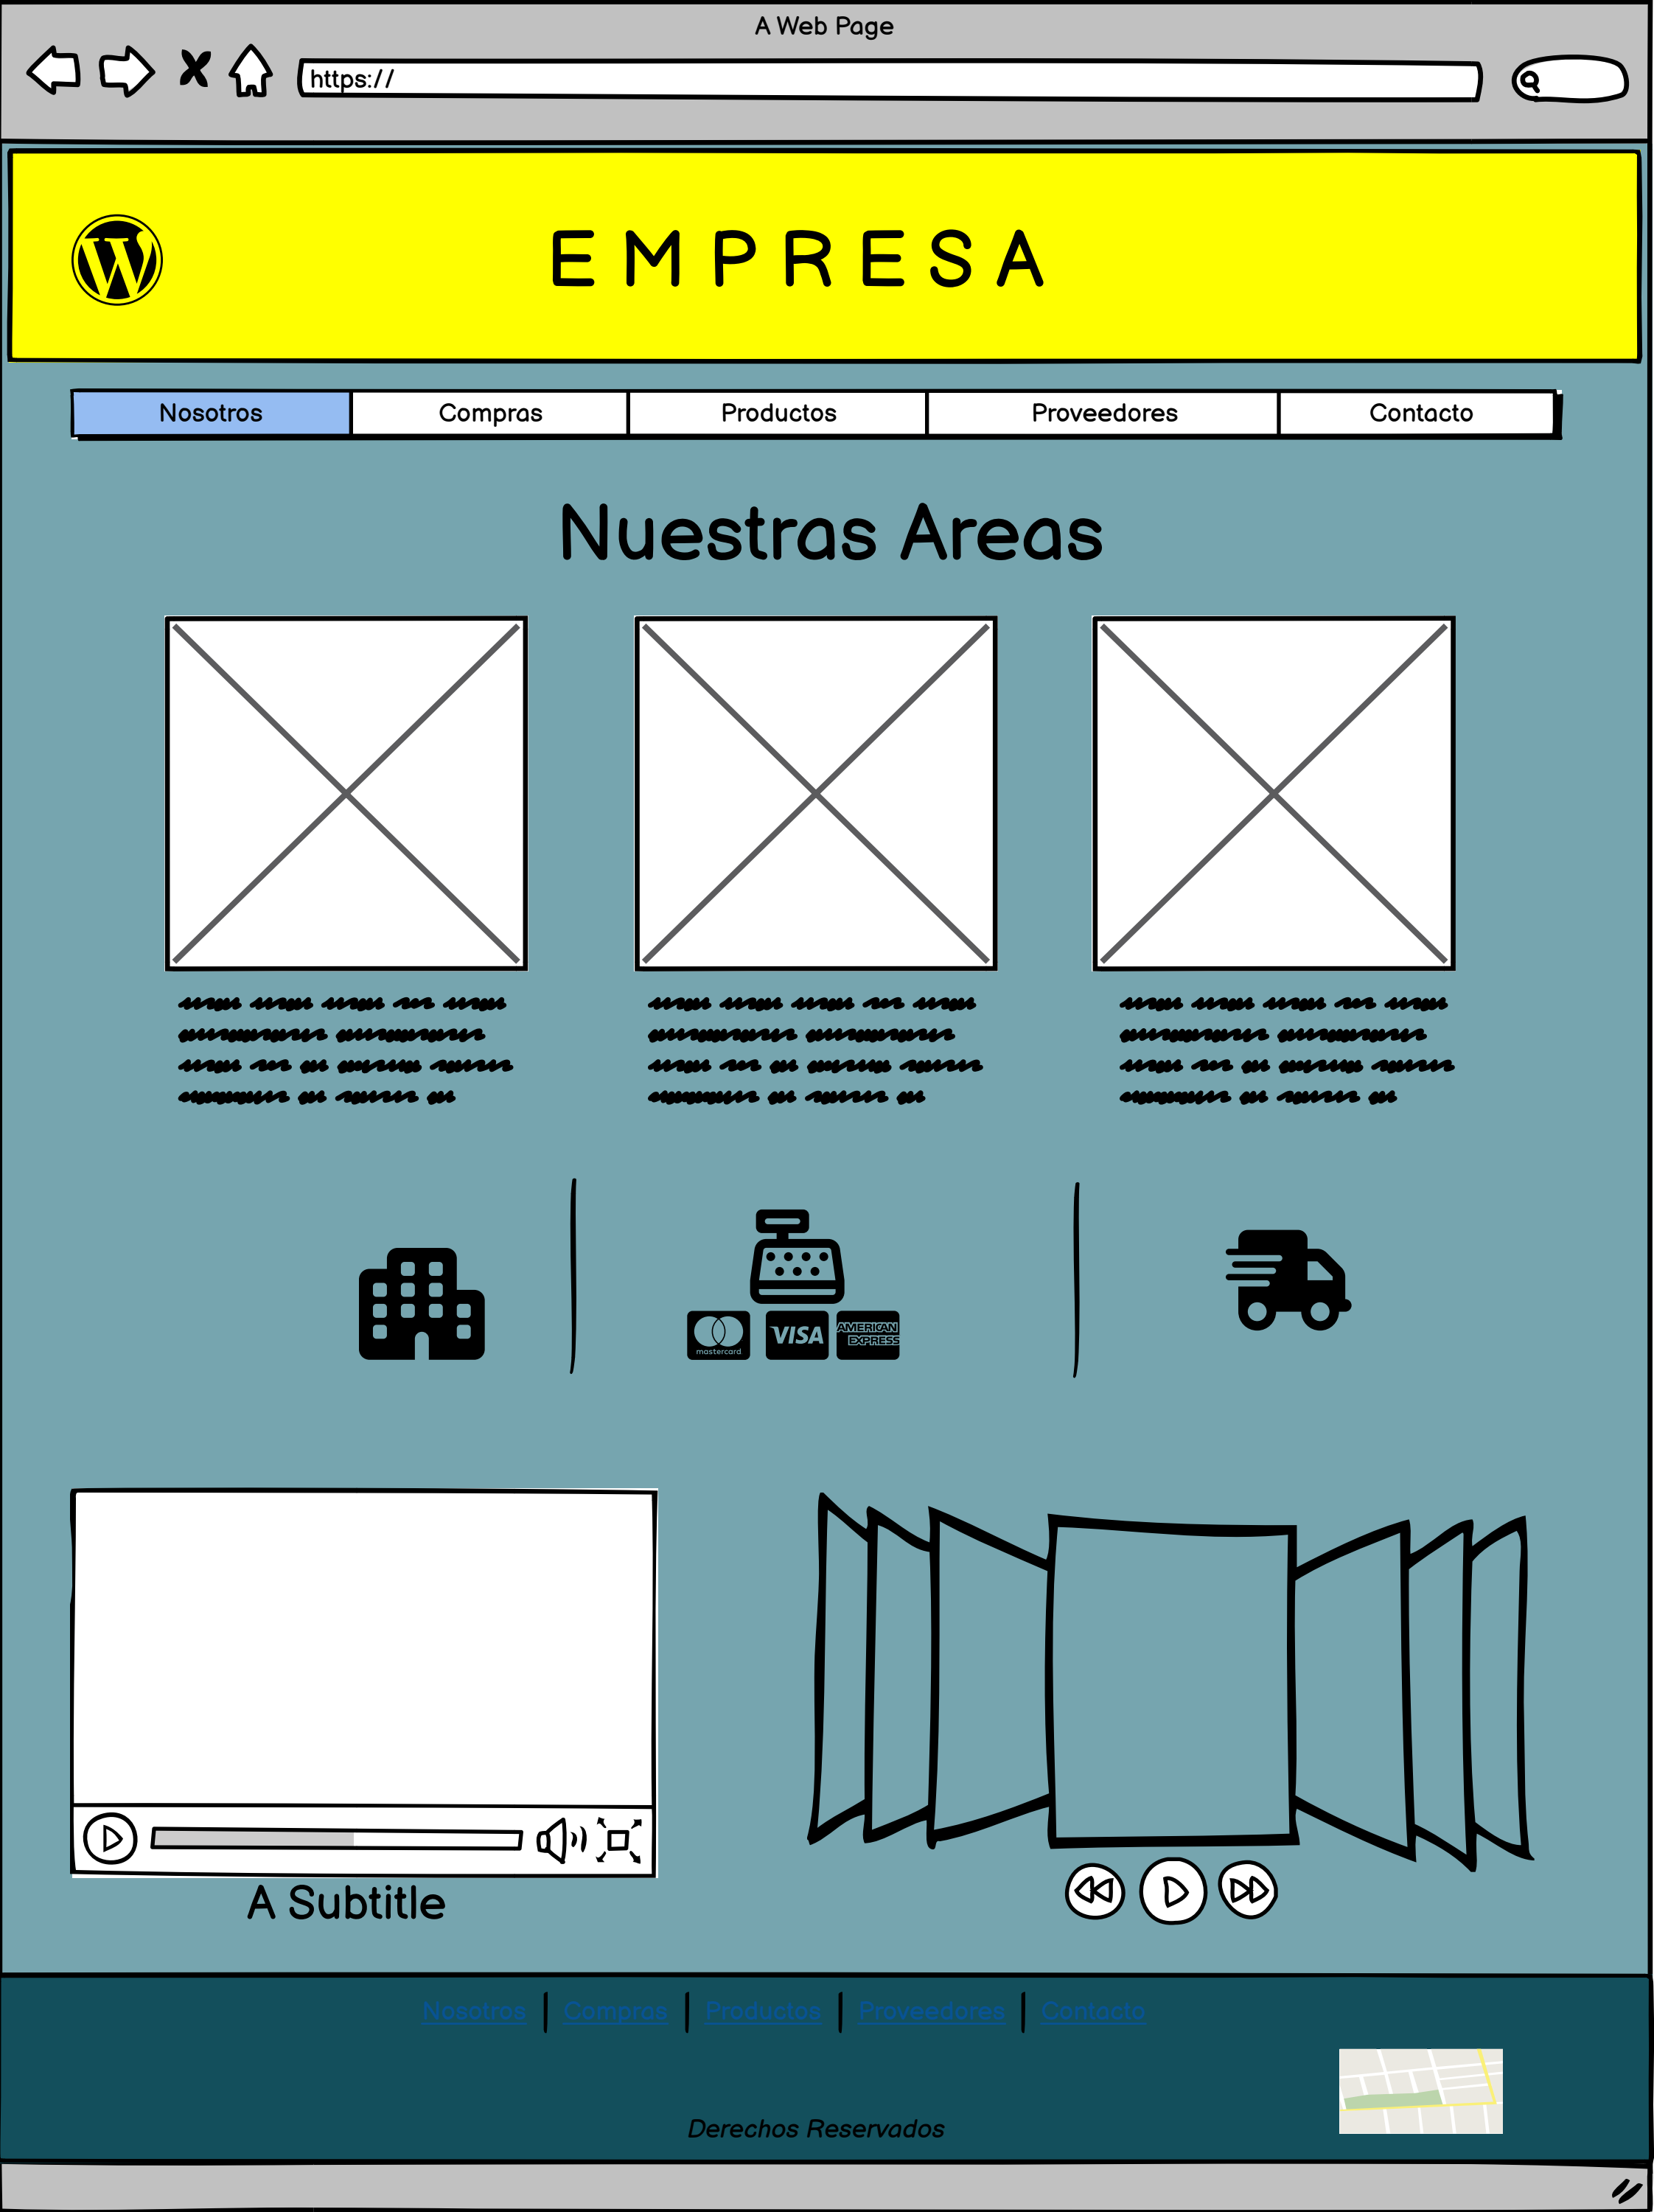 A Web Page
https://
EMPRESA
Nosotros Compras Productos Proveedores Contacto
Nuestras Areas
mastercard VISA AMERICAN EXPRESS
A Subtitle
Nosotros Compras Productos Proveedores Contacto
Derechos Reservados